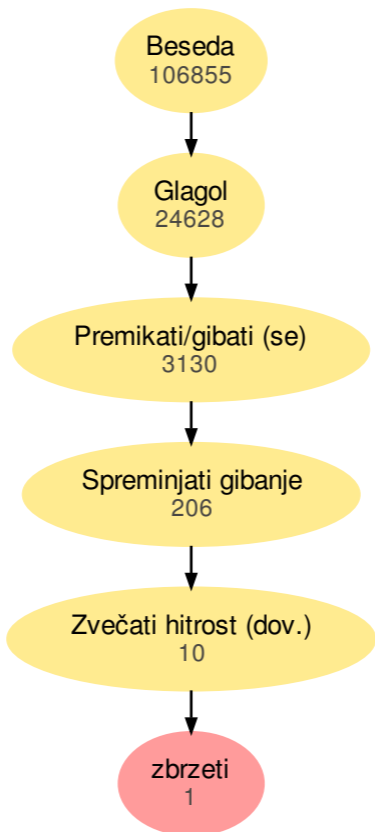 Beseda
106855
Glagol
24628
Premikati/gibati (se)
3130
Spreminjati gibanje
206
Zvečati hitrost (dov.)
10
zbrzeti
1